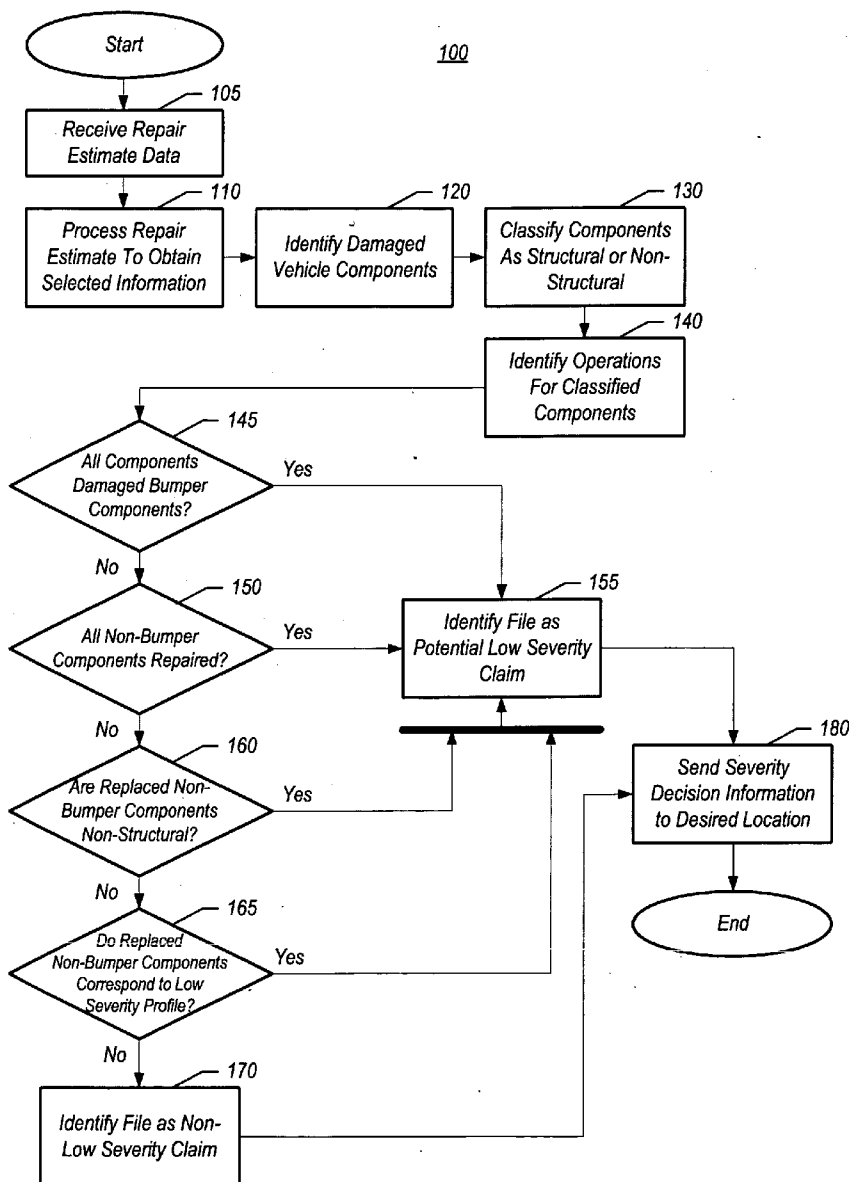 Start
100
105
Receive Repair
Estimate Data
110
Process Repair
Estimate To Obtain
Selected Information
120
Identify Damaged
Vehicle Components
130
Classify Components
As Structural or Non-
Structural
140
Identify Operations
For Classified
Components
145
All Components
Damaged Bumper
Components?
Yes
No
150
All Non-Bumper
Components Repaired?
Yes
155
Identify File as
Potential Low Severity
Claim
No
160
Are Replaced Non-
Bumper Components
Non-Structural?
Yes
180
Send Severity
Decision Information
to Desired Location
No
165
Do Replaced
Non-Bumper Components
Correspond to Low
Severity Profile?
Yes
End
No
170
Identify File as Non-
Low Severity Claim